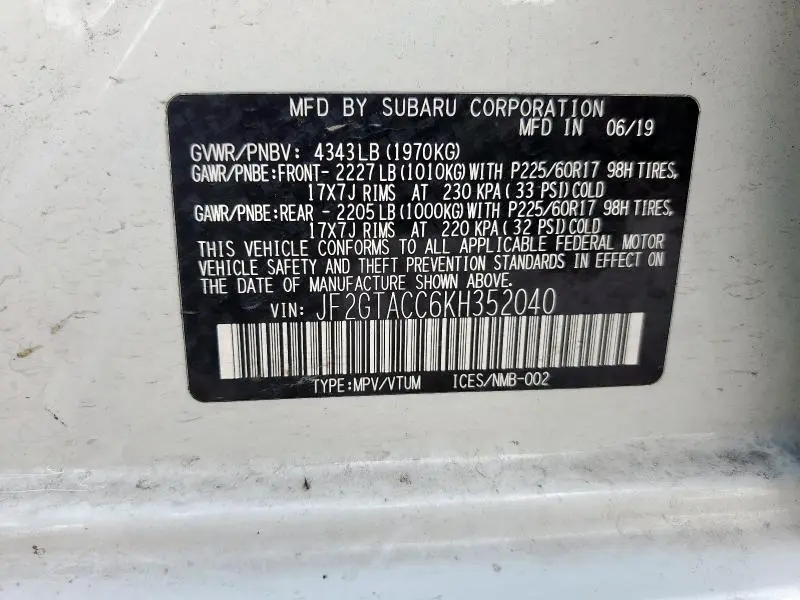 MFD BY SUBARU CORPORATION
MFD IN 06/19
GVWR/PNBV: 4343LB (1970KG)
GAWR/PNBE:FRONT- 2227 LB (1010KG) WITH P225/60R17 98H TIRES,
17X7J RIMS AT 230 KPA ( 33 PSI) COLD
GAWR/PNBE:REAR - 2205 LB (1000KG) WITH P225/60R17 98H TIRES,
17X7J RIMS AT 220 KPA ( 32 PSI) COLD
THIS VEHICLE CONFORMS TO ALL APPLICABLE FEDERAL MOTOR
VEHICLE SAFETY AND THEFT PREVENTION STANDARDS IN EFFECT ON
THE DATE OF MANUFACTURE SHOWN ABOVE.
VIN: JF2GTACC6KH352040
TYPE:MPV/VTUM ICES/NMB-002